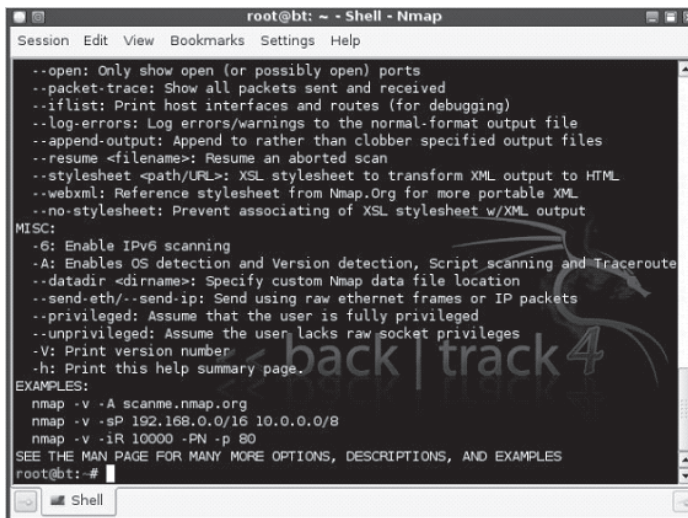 root@bt: ~ - Shell - Nmap
Session Edit View Bookmarks Settings Help
--open: Only show open (or possibly open) ports
--packet-trace: Show all packets sent and received
--iflist: Print host interfaces and routes (for debugging)
--log-errors: Log errors/warnings to the normal-format output file
--append-output: Append to rather than clobber specified output files
--resume <filename>: Resume an aborted scan
--stylesheet <path/URL>: XSL stylesheet to transform XML output to HTML
--webxml: Reference stylesheet from Nmap.Org for more portable XML
--no-stylesheet: Prevent associating of XSL stylesheet w/XML output
MISC:
-6: Enable IPv6 scanning
-A: Enables OS detection and Version detection, Script scanning and Traceroute
--datadir <dirname>: Specify custom Nmap data file location
--send-eth/--send-ip: Send using raw ethernet frames or IP packets
--privileged: Assume that the user is fully privileged
--unprivileged: Assume the user lacks raw socket privileges
-V: Print version number
-h: Print this help summary page.
<< back | track 4
EXAMPLES:
nmap -v -A scanme.nmap.org
nmap -v -sP 192.168.0.0/16 10.0.0.0/8
nmap -v -iR 10000 -PN -p 80
SEE THE MAN PAGE FOR MANY MORE OPTIONS, DESCRIPTIONS, AND EXAMPLES
root@bt:~#
Shell